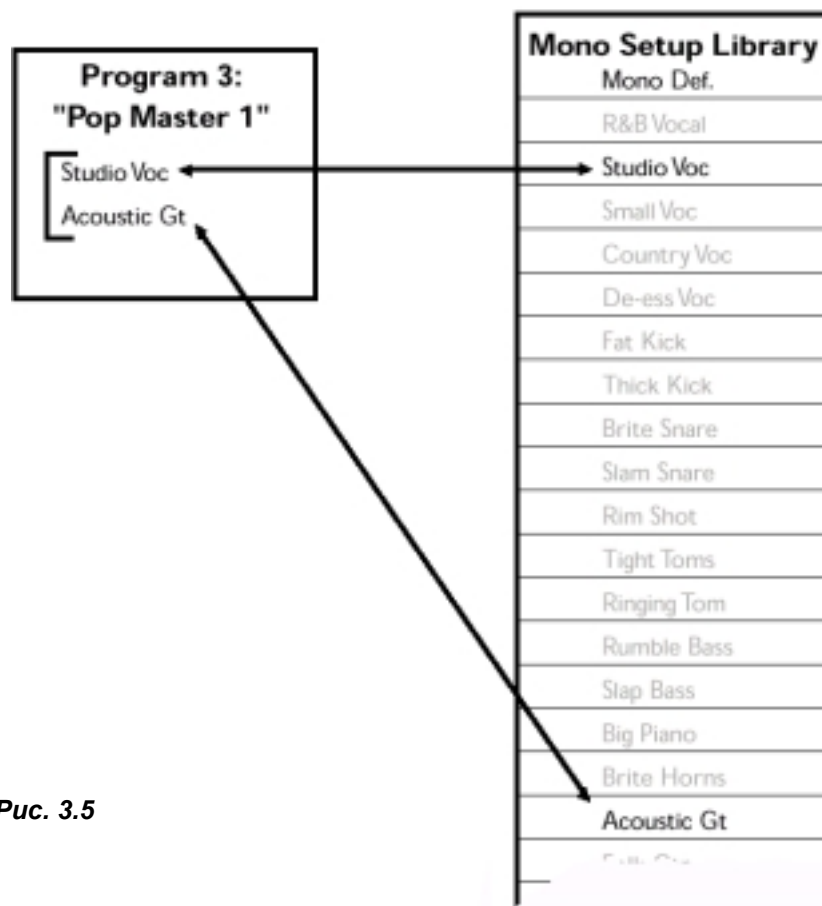 Program 3:
"Pop Master 1"
Studio Voc
Acoustic Gt
Mono Setup Library
Mono Def.
R&B Vocal
Studio Voc
Small Voc
Country Voc
De-ess Voc
Fat Kick
Thick Kick
Brite Snare
Slam Snare
Rim Shot
Tight Toms
Ringing Tom
Rumble Bass
Slap Bass
Big Piano
Brite Horns
Acoustic Gt
Рис. 3.5